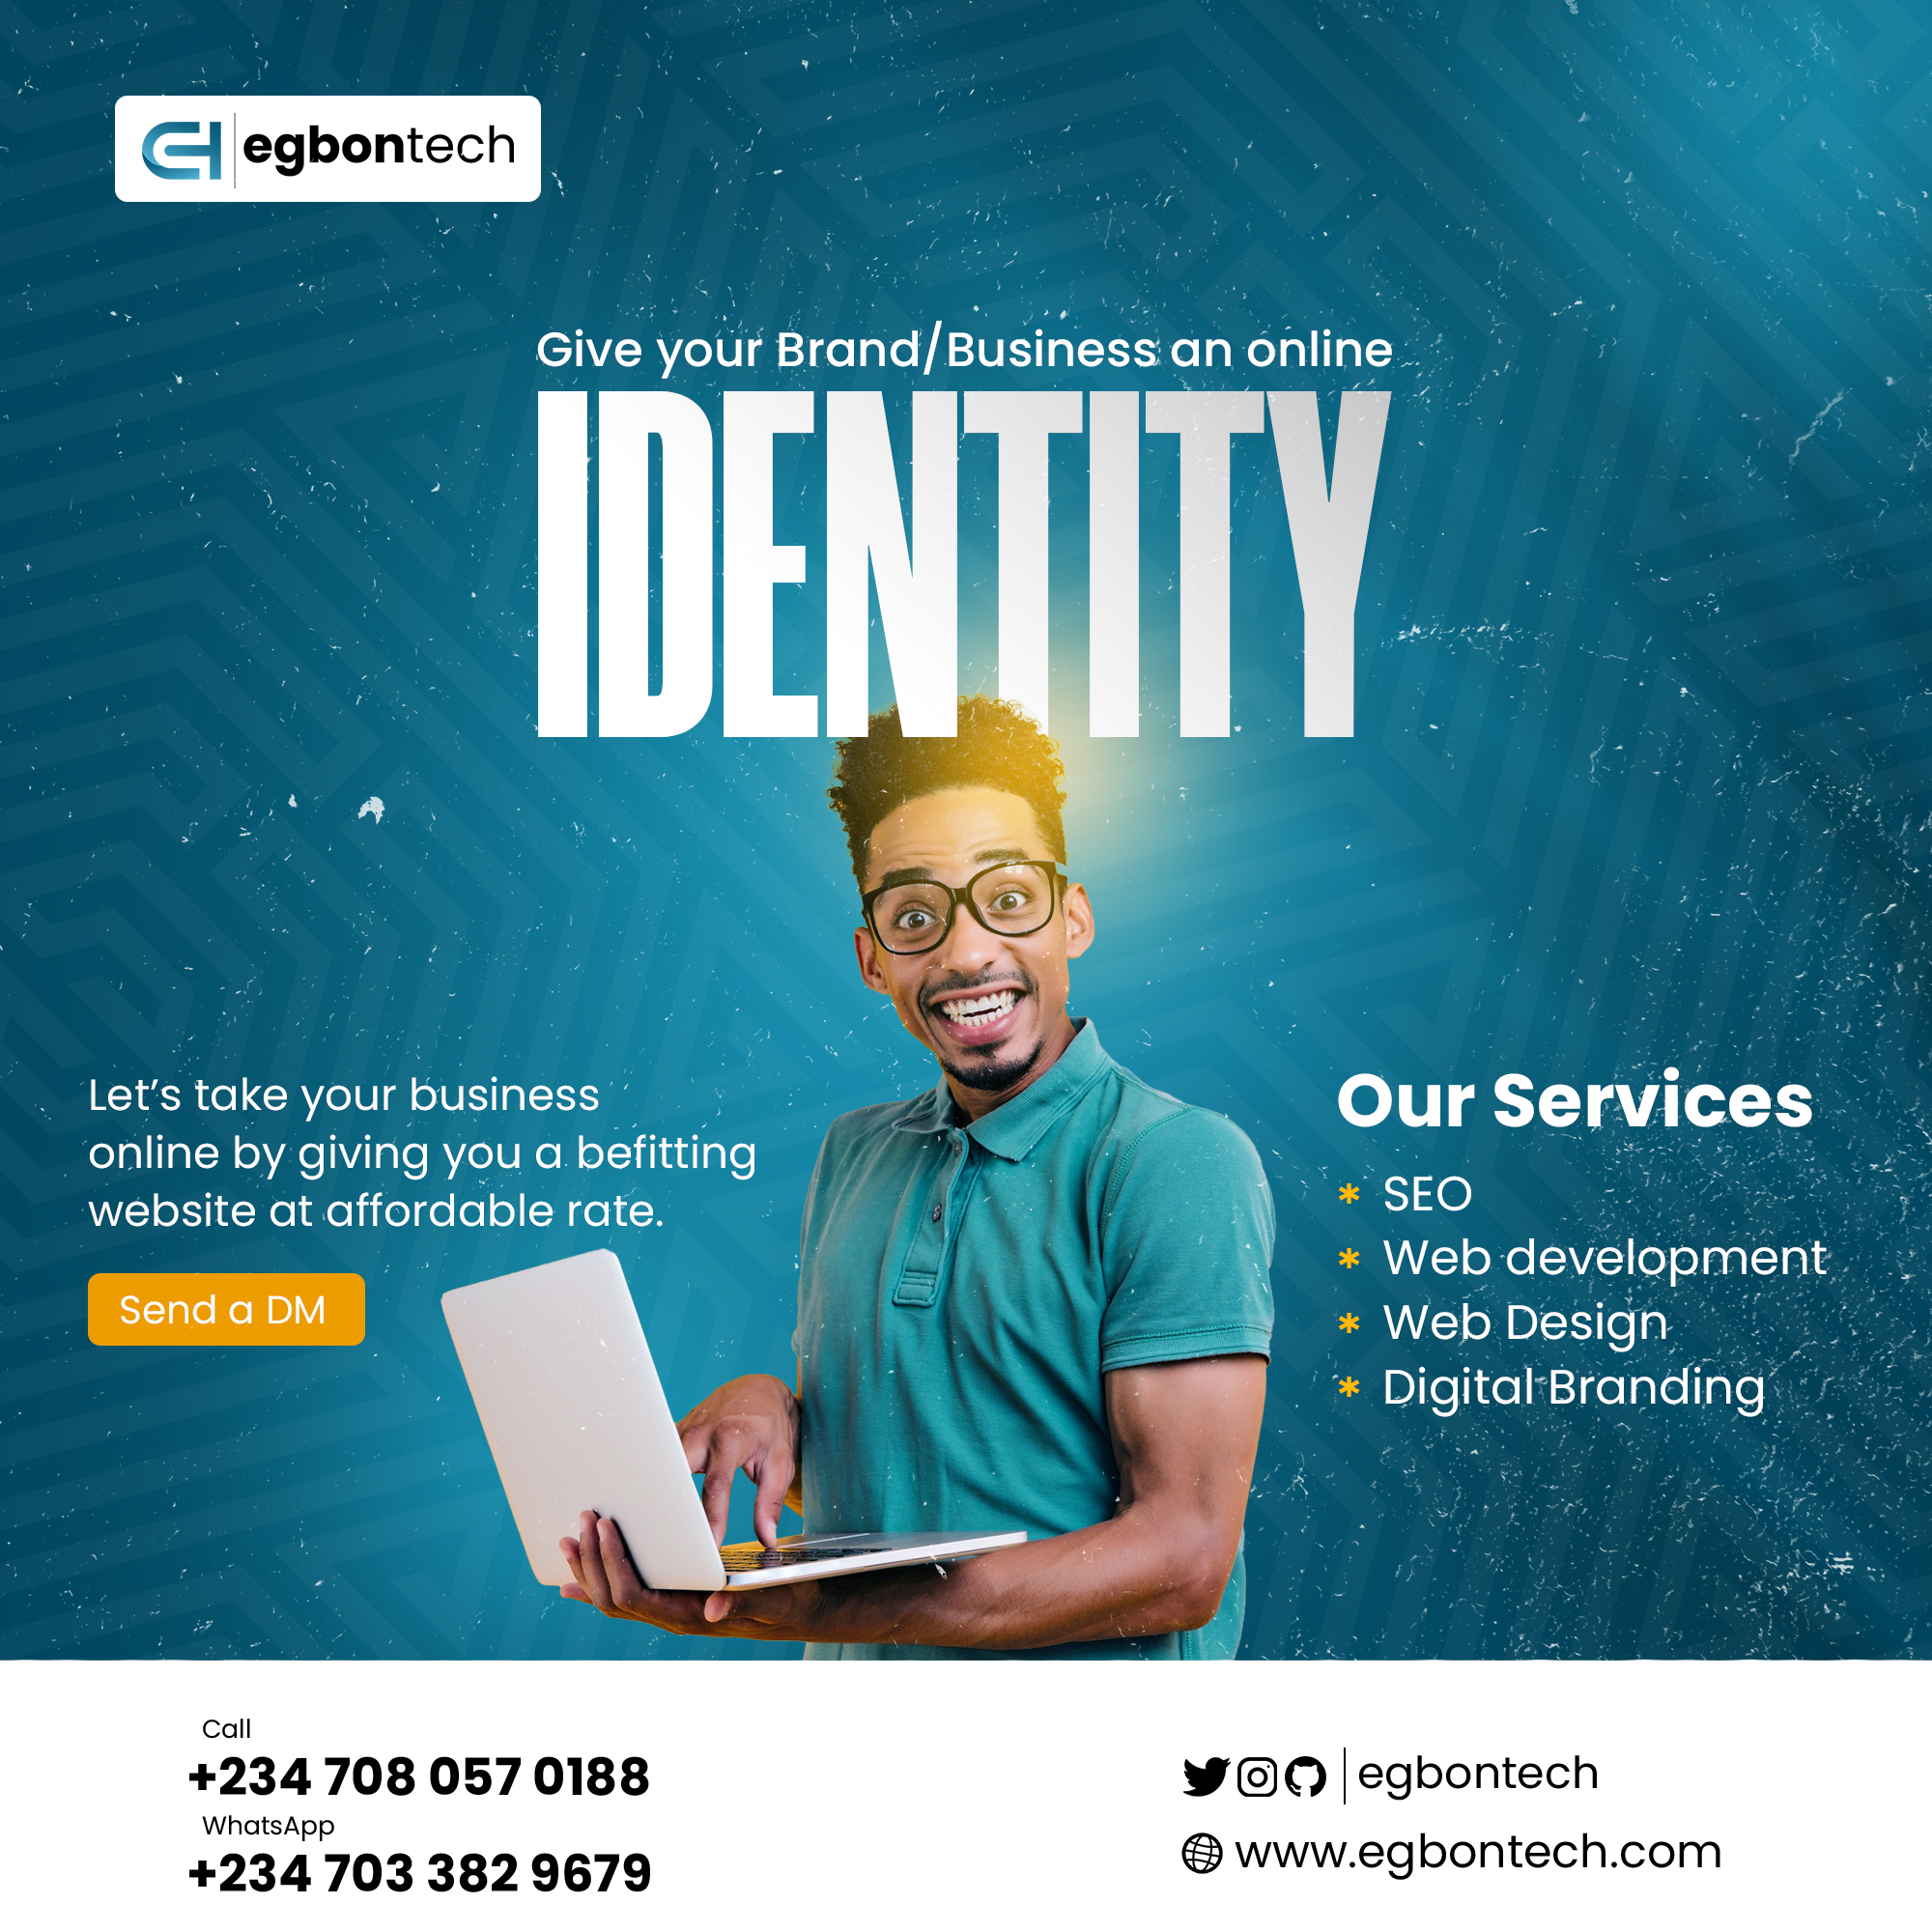 egbontech
Give your Brand/Business an online
IDENTITY
Let’s take your business
online by giving you a befitting
website at affordable rate.
Send a DM
Our Services
* SEO
* Web development
* Web Design
* Digital Branding
Call
+234 708 057 0188
WhatsApp
+234 703 382 9679
egbontech
www.egbontech.com